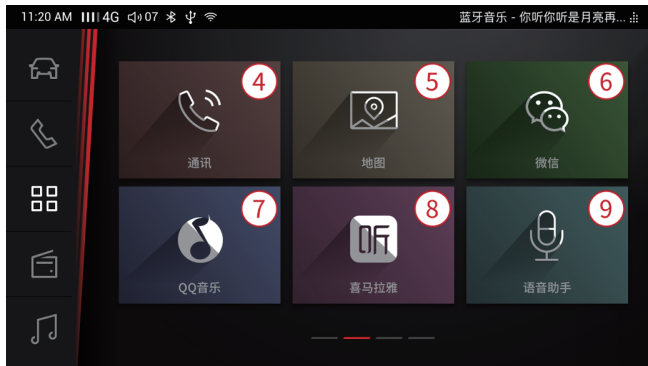 11:20 AM 4G 07 蓝牙音乐 - 你听你听是月亮再...
4 5 6
通讯 地图 微信
7 8 9
听
QQ音乐 喜马拉雅 语音助手